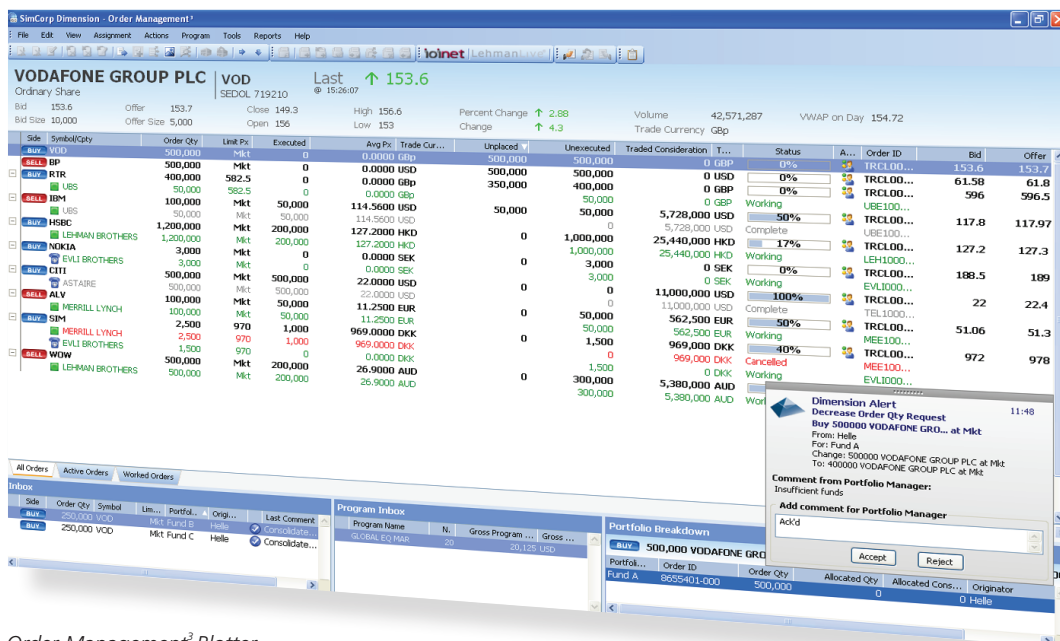 SimCorp Dimension - Order Management³
File Edit View Assignment Actions Program Tools Reports Help
ioinet LehmanLive
VODAFONE GROUP PLC VOD Last ↑ 153.6
Ordinary Share SEDOL 719210 @ 15:26:07
Bid 153.6 Offer 153.7 Close 149.3 High 156.6 Percent Change ↑ 2.88 Volume 42,571,287 VWAP on Day 154.72
Bid Size 10,000 Offer Size 5,000 Open 156 Low 153 Change ↑ 4.3 Trade Currency GBp
Side Symbol/Cpty Order Qty Limit Px Executed Avg Px Trade Cur... Unplaced Unexecuted Traded Consideration T... Status A... Order ID Bid Offer
BUY VOD 500,000 Mkt 0 0.0000 GBp 500,000 500,000 0 GBP 0% TRCL00... 153.6 153.7
SELL BP 500,000 Mkt 0 0.0000 USD 500,000 500,000 0 USD 0% TRCL00... 61.58 61.8
BUY RTR 400,000 582.5 0 0.0000 GBp 350,000 400,000 0 GBP 0% TRCL00... 596 596.5
UBS 50,000 582.5 0 0.0000 GBp 50,000 0 GBP Working UBE100...
SELL IBM 100,000 Mkt 50,000 114.5600 USD 50,000 50,000 5,728,000 USD 50% TRCL00... 117.8 117.97
UBS 50,000 Mkt 50,000 114.5600 USD 0 5,728,000 USD Complete UBE100...
BUY HSBC 1,200,000 Mkt 200,000 127.2000 HKD 0 1,000,000 25,440,000 HKD 17% TRCL00... 127.2 127.3
LEHMAN BROTHERS 1,200,000 Mkt 200,000 127.2000 HKD 1,000,000 25,440,000 HKD Working LEH1000...
BUY NOKIA 3,000 Mkt 0 0.0000 SEK 0 3,000 0 SEK 0% TRCL00... 188.5 189
EVLI BROTHERS 3,000 Mkt 0 0.0000 SEK 3,000 0 SEK Working EVLI000...
BUY CITI 500,000 Mkt 500,000 22.0000 USD 0 0 11,000,000 USD 100% TRCL00... 22 22.4
ASTAIRE 500,000 Mkt 500,000 22.0000 USD 0 11,000,000 USD Complete TEL1000...
SELL ALV 100,000 Mkt 50,000 11.2500 EUR 0 50,000 562,500 EUR 50% TRCL00... 51.06 51.3
MERRILL LYNCH 100,000 Mkt 50,000 11.2500 EUR 50,000 562,500 EUR Working MEE100...
BUY SIM 2,500 970 1,000 969.0000 DKK 0 1,500 969,000 DKK 40% TRCL00... 972 978
MERRILL LYNCH 2,500 970 1,000 969.0000 DKK 0 969,000 DKK Cancelled MEE100...
EVLI BROTHERS 1,500 970 0 0.0000 DKK 1,500 0 DKK Working EVLI000...
SELL WOW 500,000 Mkt 200,000 26.9000 AUD 0 300,000 5,380,000 AUD
LEHMAN BROTHERS 500,000 Mkt 200,000 26.9000 AUD 300,000 5,380,000 AUD Wor
Dimension Alert 11:48
Decrease Order Qty Request
Buy 500000 VODAFONE GRO... at Mkt
From: Helle
For: Fund A
Change: 500000 VODAFONE GROUP PLC at Mkt
To: 400000 VODAFONE GROUP PLC at Mkt
Comment from Portfolio Manager:
Insufficient funds
Add comment for Portfolio Manager
Ack'd
Accept Reject
All Orders Active Orders Worked Orders
Inbox
Side Order Qty Symbol Lim... Portfol... Origi... Last Comment
BUY 250,000 VOD Mkt Fund B Helle Consolidate...
BUY 250,000 VOD Mkt Fund C Helle Consolidate...
Program Inbox
Program Name N. Gross Program ... Gross ...
GLOBAL EQ MAR 20 20,125 USD
Portfolio Breakdown
BUY 500,000 VODAFONE GRO
Portfoli... Order ID Order Qty Allocated Qty Allocated Cons... Originator
Fund A 8655401-000 500,000 0 0 Helle
Order Management³ Blotter